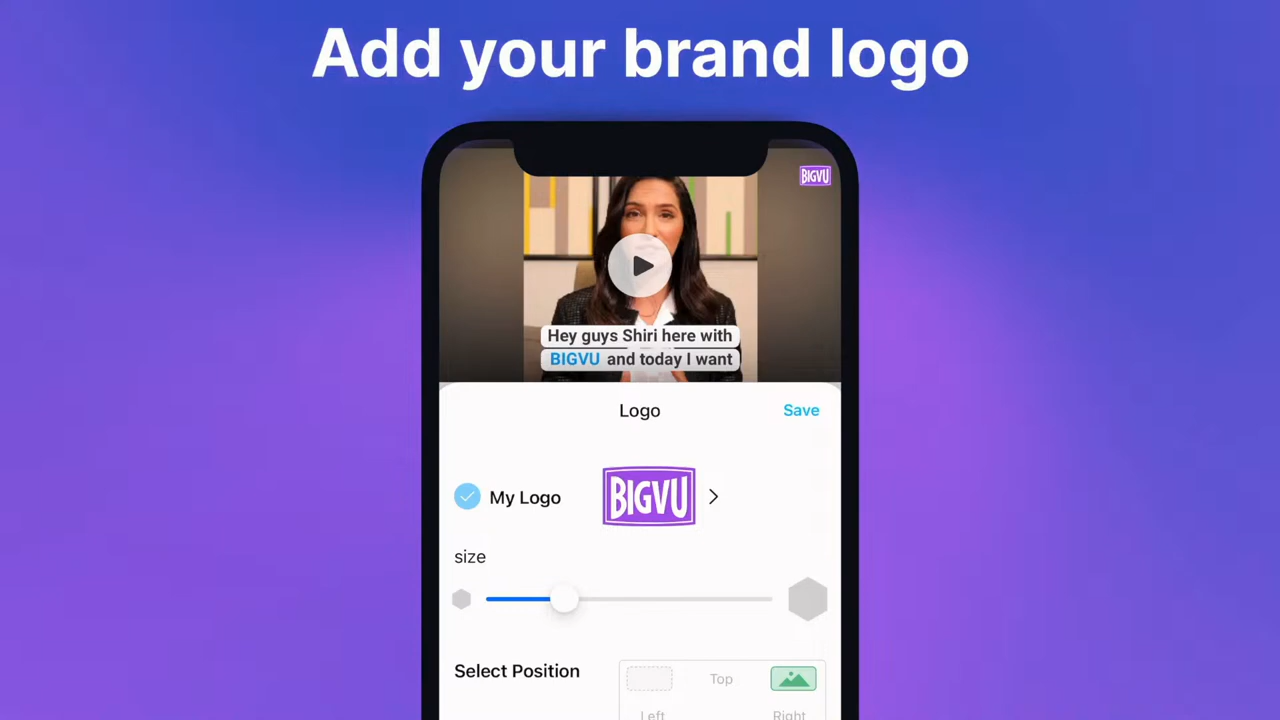 Add your brand logo
BIGVU
Hey guys Shiri here with
BIGVU and today I want
Logo
Save
My Logo
BIGVU
size
Select Position
Top
Left
Right